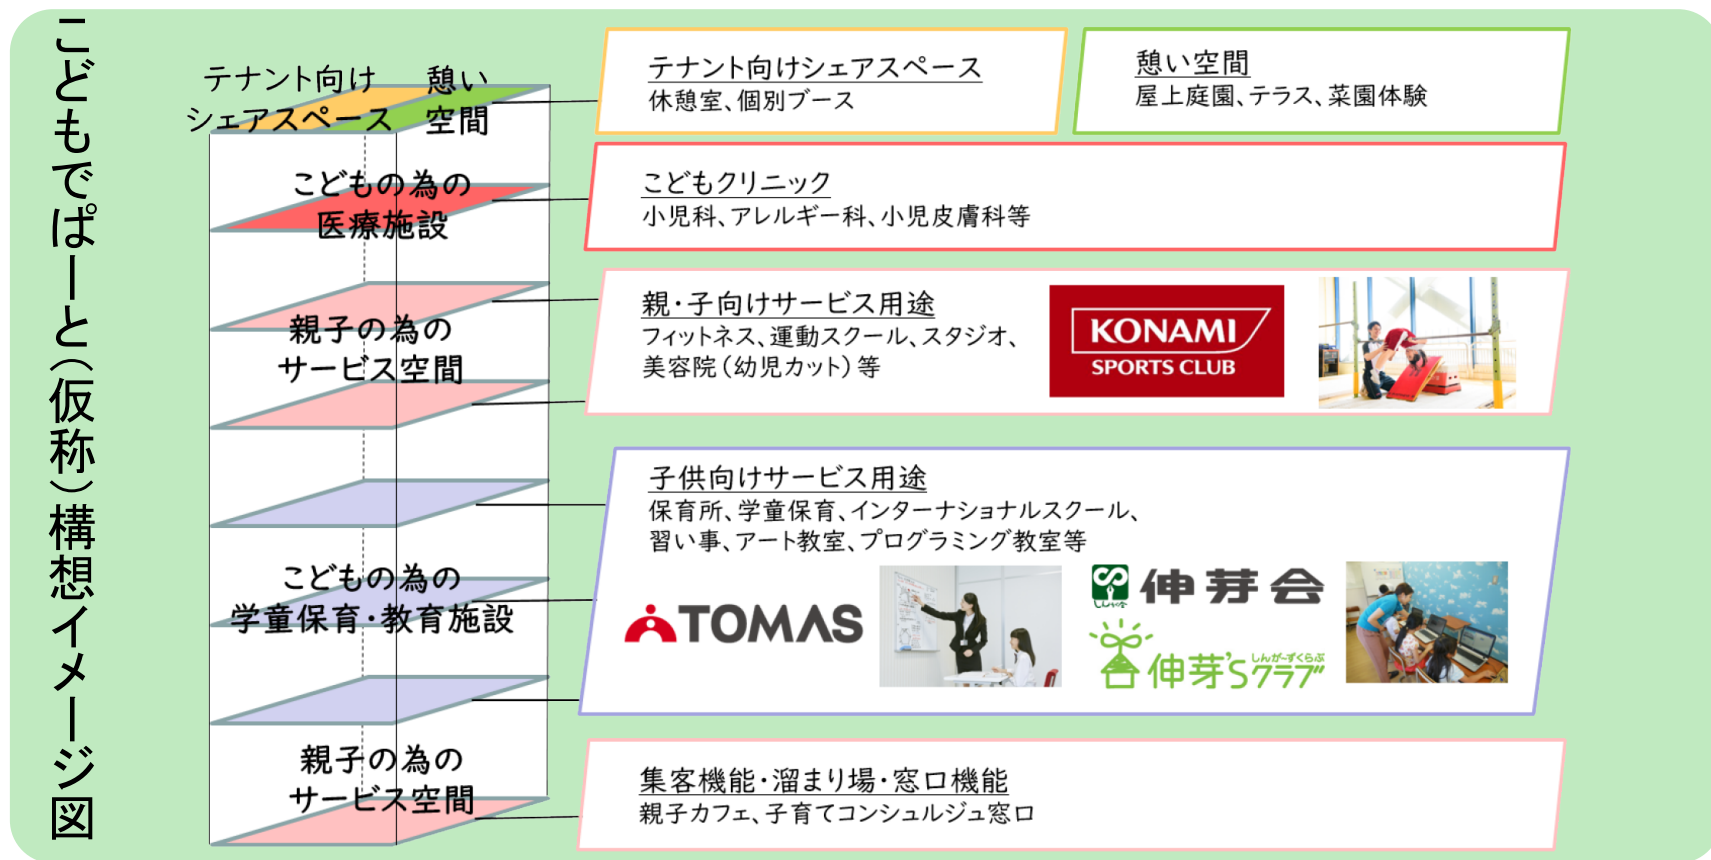 こどもでぱーと（仮称）構想イメージ図
テナント向け
シェアスペース
憩い
空間
テナント向けシェアスペース
休憩室、個別ブース
憩い空間
屋上庭園、テラス、菜園体験
こどもの為の
医療施設
こどもクリニック
小児科、アレルギー科、小児皮膚科等
親子の為の
サービス空間
親・子向けサービス用途
フィットネス、運動スクール、スタジオ、
美容院（幼児カット）等
KONAMI
SPORTS CLUB
こどもの為の
学童保育・教育施設
子供向けサービス用途
保育所、学童保育、インターナショナルスクール、
習い事、アート教室、プログラミング教室等
TOMAS
しんが会
伸芽会
しんが〜ずくらぶ
伸芽'Sクラブ
親子の為の
サービス空間
集客機能・溜まり場・窓口機能
親子カフェ、子育てコンシュルジュ窓口